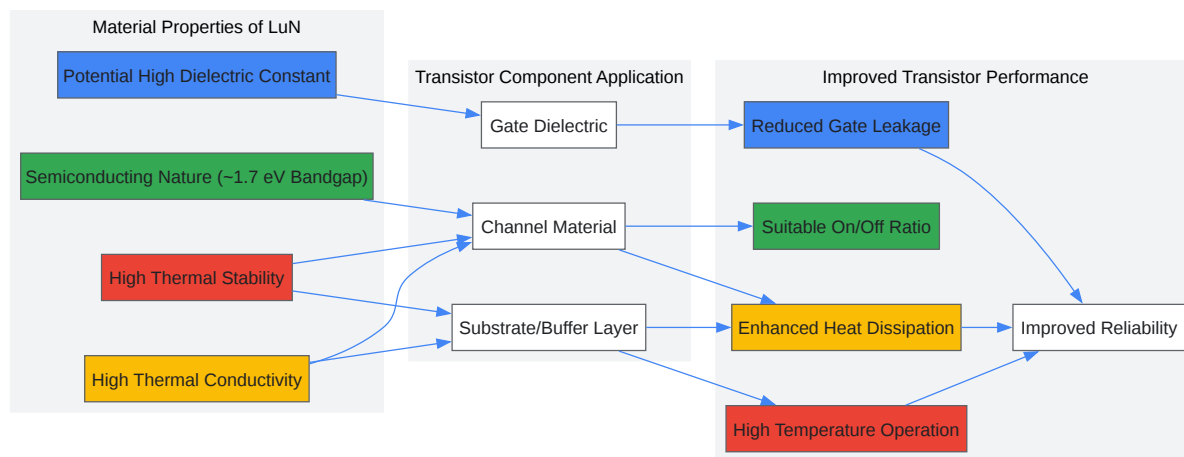 Material Properties of LuN
Potential High Dielectric Constant
Semiconducting Nature (~1.7 eV Bandgap)
High Thermal Stability
High Thermal Conductivity
Transistor Component Application
Gate Dielectric
Channel Material
Substrate/Buffer Layer
Improved Transistor Performance
Reduced Gate Leakage
Suitable On/Off Ratio
Enhanced Heat Dissipation
Improved Reliability
High Temperature Operation